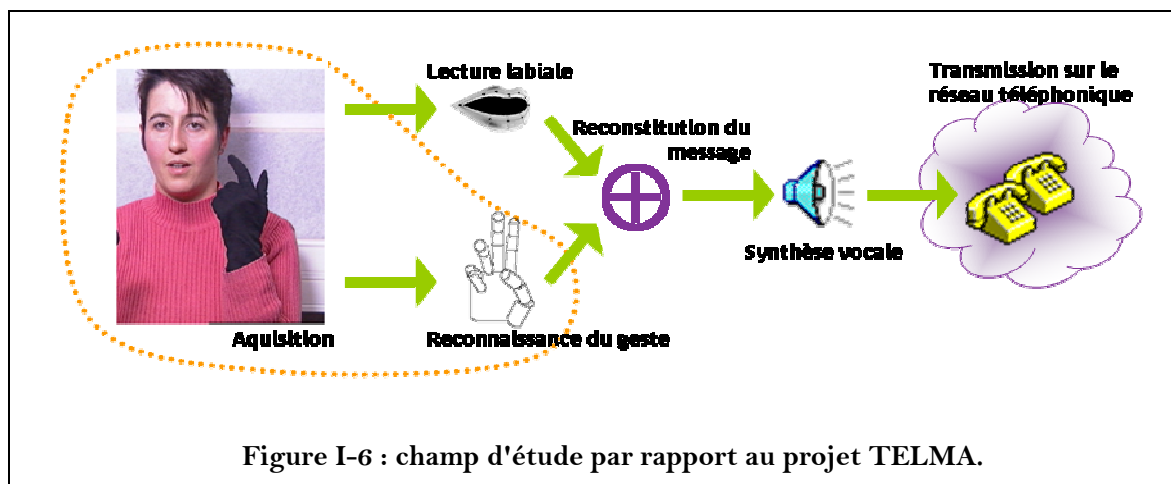 Lecture labiale
Transmission sur le
réseau téléphonique
Reconstitution du
message
Synthèse vocale
Aquisition
Reconnaissance du geste
Figure I-6 : champ d'étude par rapport au projet TELMA.